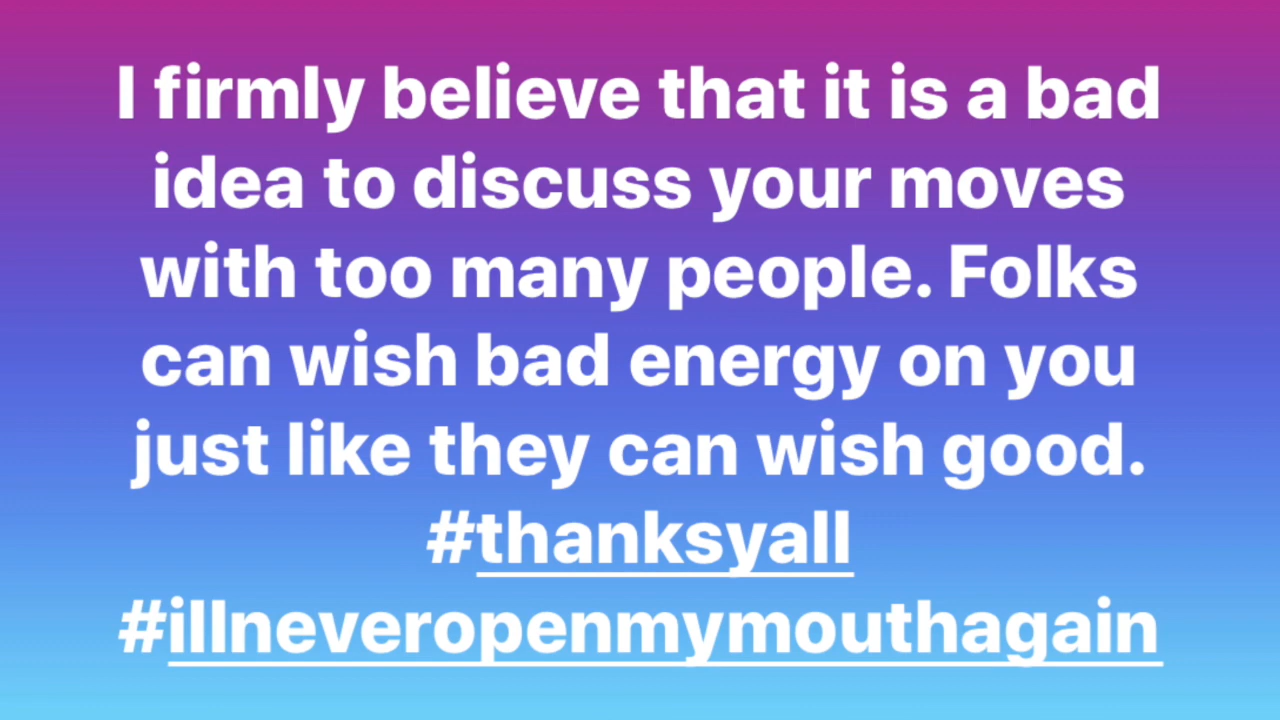 I firmly believe that it is a bad
idea to discuss your moves
with too many people. Folks
can wish bad energy on you
just like they can wish good.
#thanksyall
#illneveropenmymouthagain